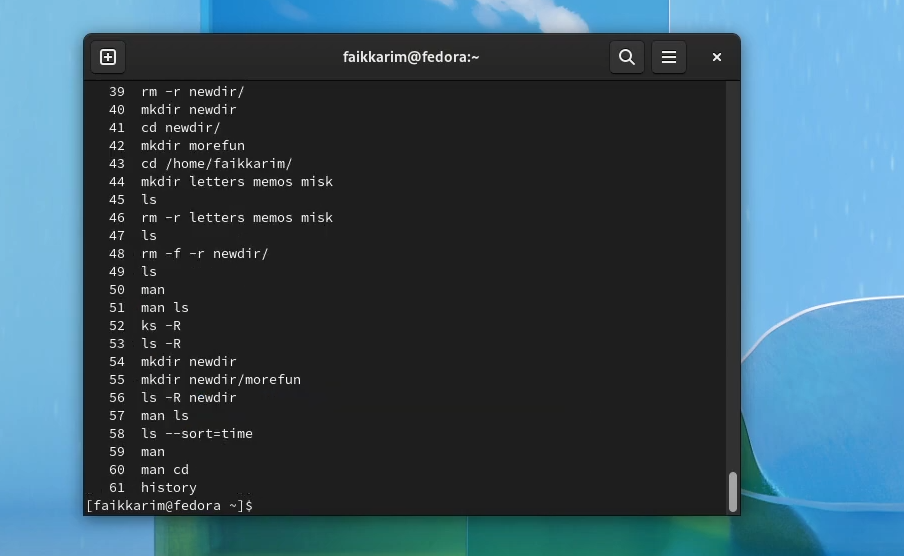 faikkarim@fedora:~
39 rm -r newdir/
40 mkdir newdir
41 cd newdir/
42 mkdir morefun
43 cd /home/faikkarim/
44 mkdir letters memos misk
45 ls
46 rm -r letters memos misk
47 ls
48 rm -f -r newdir/
49 ls
50 man
51 man ls
52 ks -R
53 ls -R
54 mkdir newdir
55 mkdir newdir/morefun
56 ls -R newdir
57 man ls
58 ls --sort=time
59 man
60 man cd
61 history
[faikkarim@fedora ~]$